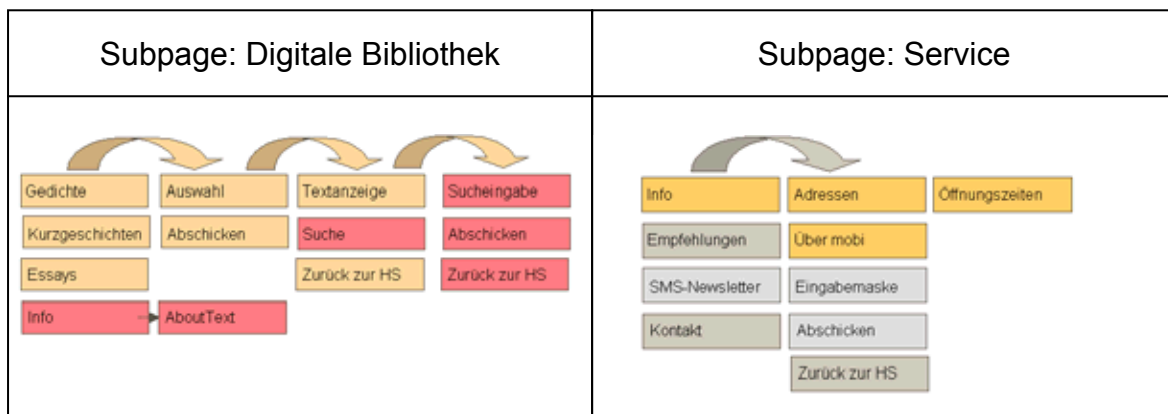 Subpage: Digitale Bibliothek
Gedichte
Auswahl
Textanzeige
Sucheingabe
Kurzgeschichten
Abschicken
Suche
Abschicken
Essays
Zurück zur HS
Zurück zur HS
Info
AboutText
Subpage: Service
Info
Adressen
Öffnungszeiten
Empfehlungen
Über mobi
SMS-Newsletter
Eingabemaske
Kontakt
Abschicken
Zurück zur HS